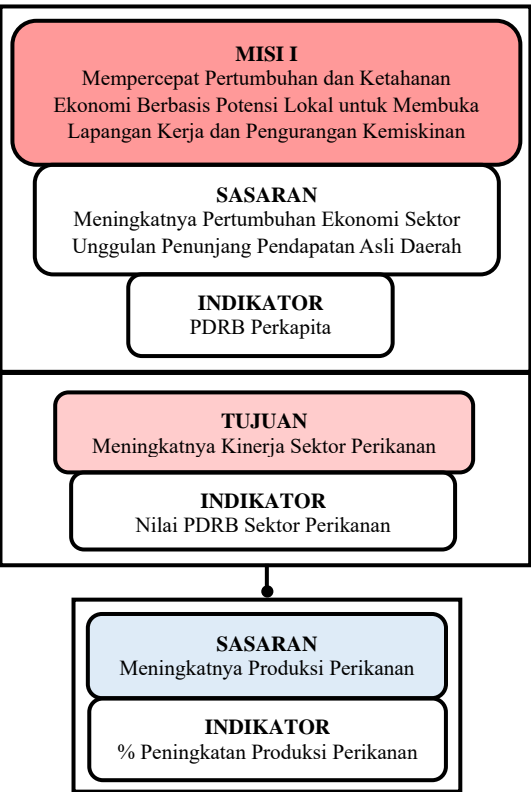 MISI I
Mempercepat Pertumbuhan dan Ketahanan
Ekonomi Berbasis Potensi Lokal untuk Membuka
Lapangan Kerja dan Pengurangan Kemiskinan
SASARAN
Meningkatnya Pertumbuhan Ekonomi Sektor
Unggulan Penunjang Pendapatan Asli Daerah
INDIKATOR
PDRB Perkapita
TUJUAN
Meningkatnya Kinerja Sektor Perikanan
INDIKATOR
Nilai PDRB Sektor Perikanan
SASARAN
Meningkatnya Produksi Perikanan
INDIKATOR
% Peningkatan Produksi Perikanan